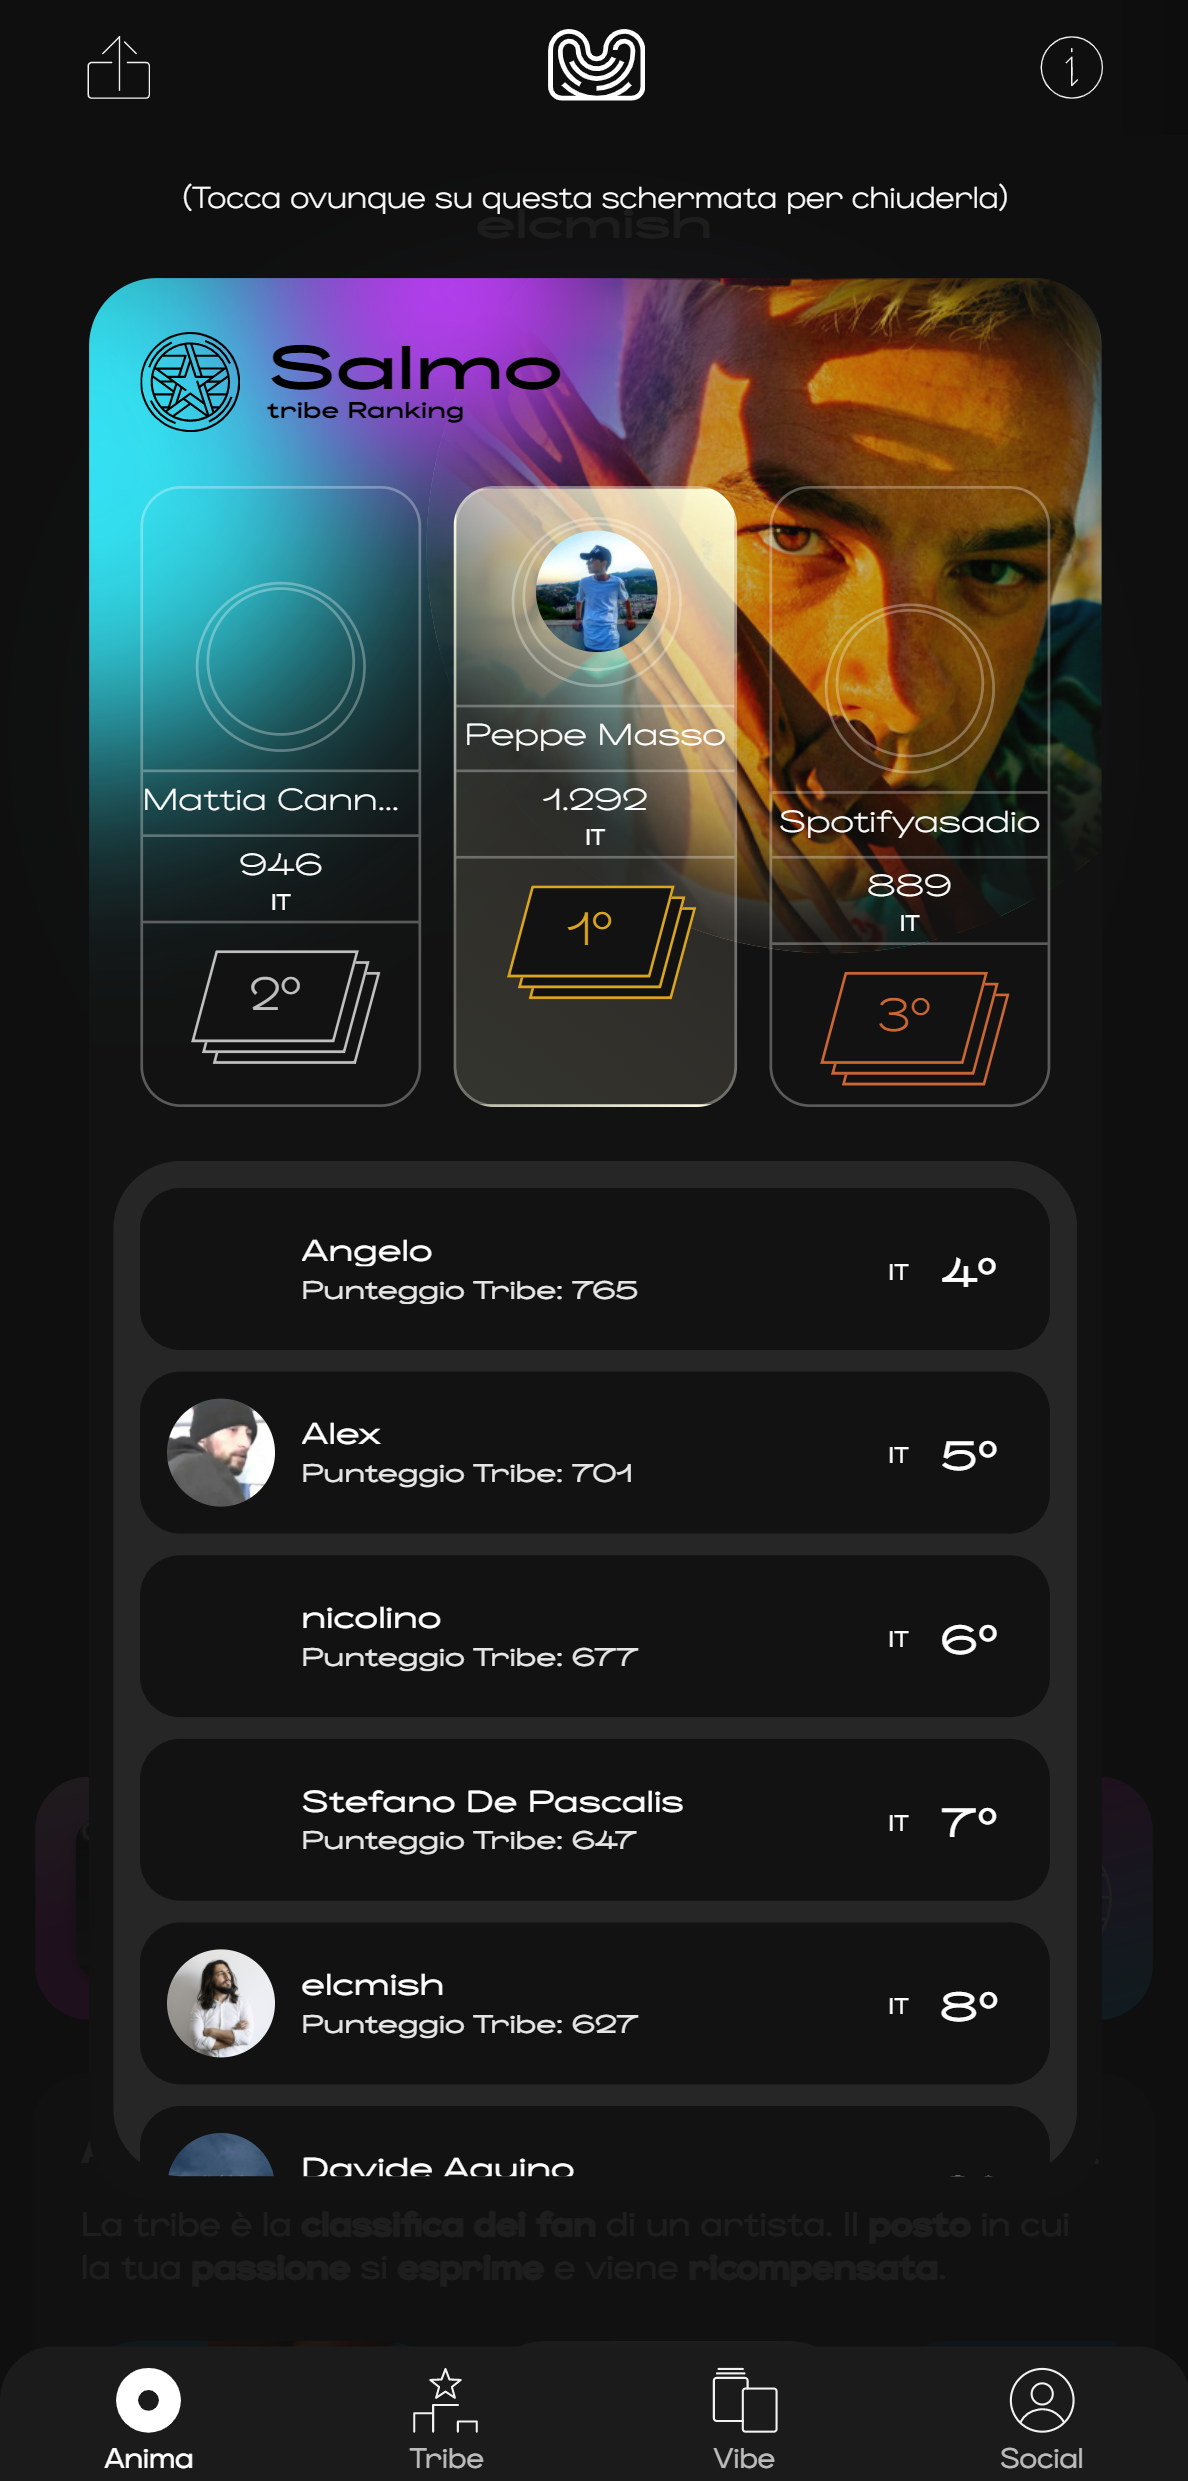 (Tocca ovunque su questa schermata per chiuderla)
elcmish
Salmo
tribe Ranking
Mattia Cann...
946
IT
2°
Peppe Masso
1.292
IT
1°
Spotifyasadio
889
IT
3°
Angelo
Punteggio Tribe: 765
IT 4°
Alex
Punteggio Tribe: 701
IT 5°
nicolino
Punteggio Tribe: 677
IT 6°
Stefano De Pascalis
Punteggio Tribe: 647
IT 7°
elcmish
Punteggio Tribe: 627
IT 8°
Davide Aquino
La tribe è la classifica dei fan di un artista. Il posto in cui
la tua passione si esprime e viene ricompensata.
Anima
Tribe
Vibe
Social